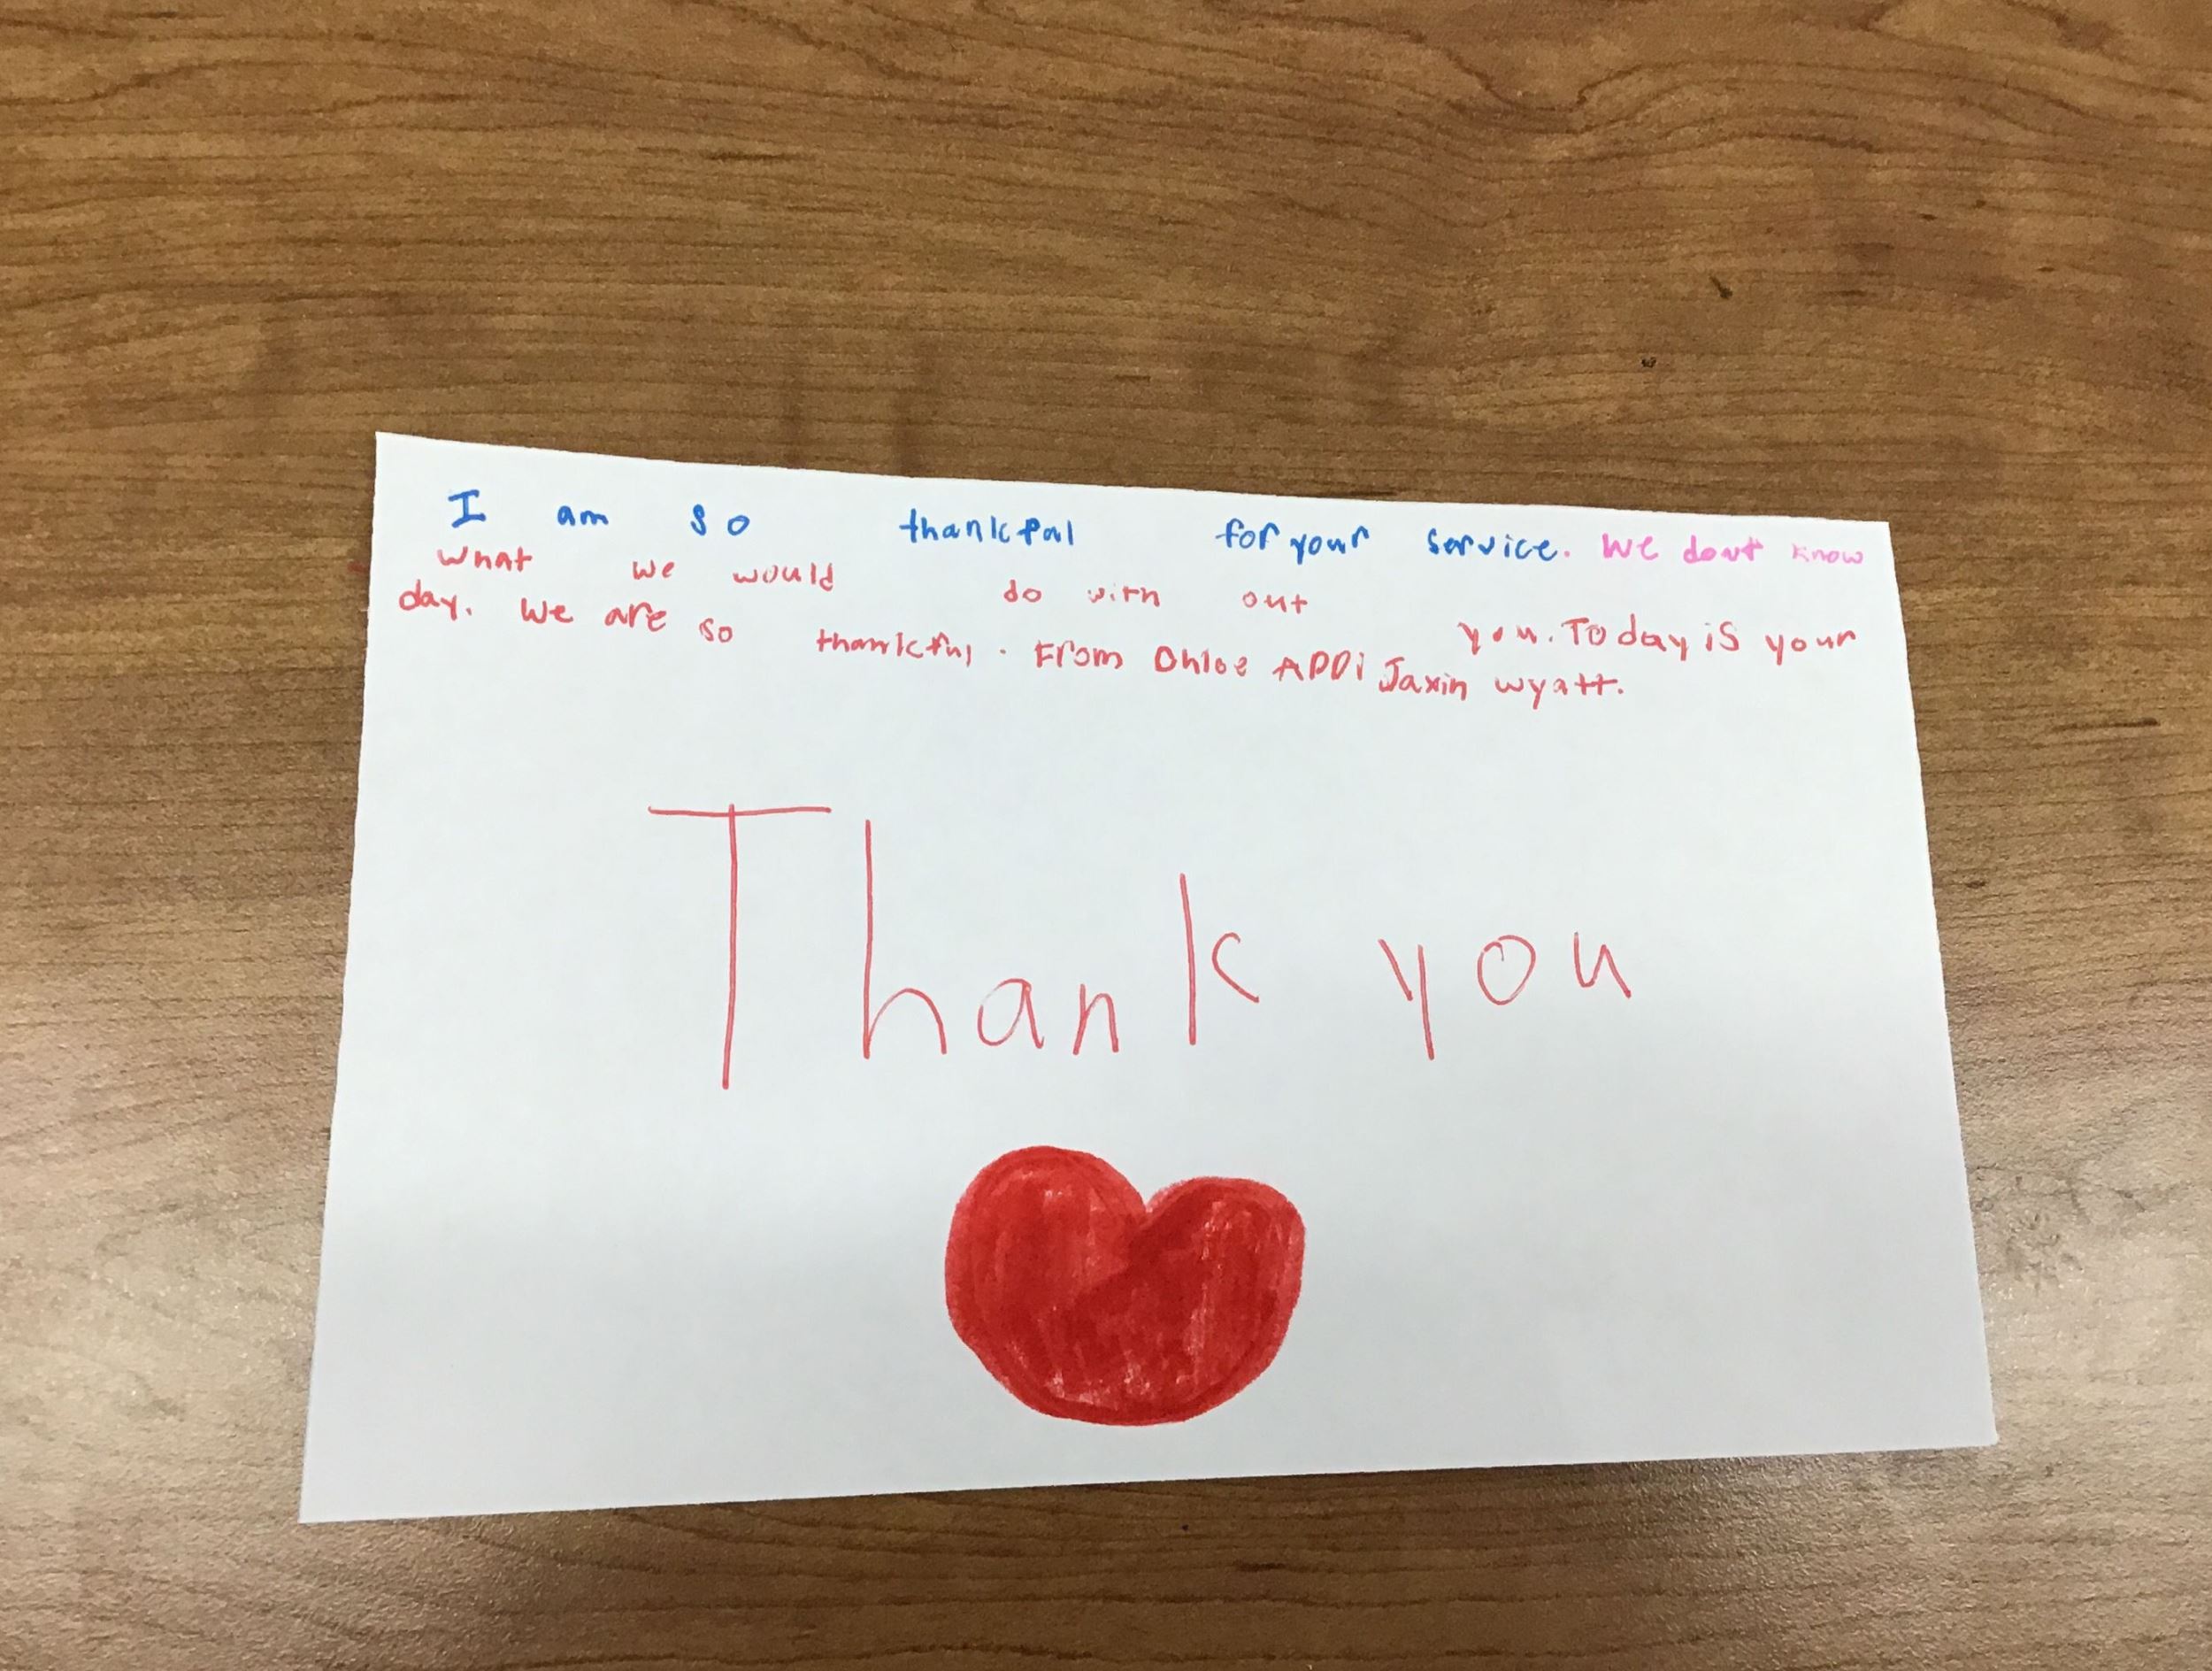 I am so thankful for your service. We dont know
what we would do with out you. Today is your
day. We are so thankful. From Chloe ADDi Jaxin wyatt.
Thank you